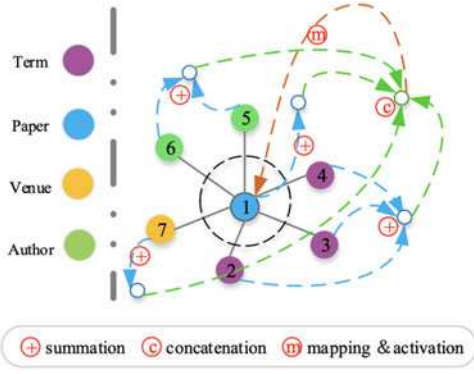 Term
Paper
Venue
Author
m
+
c
5
+
6
4
1
7
3
+
+
2
+ summation c concatenation m mapping & activation